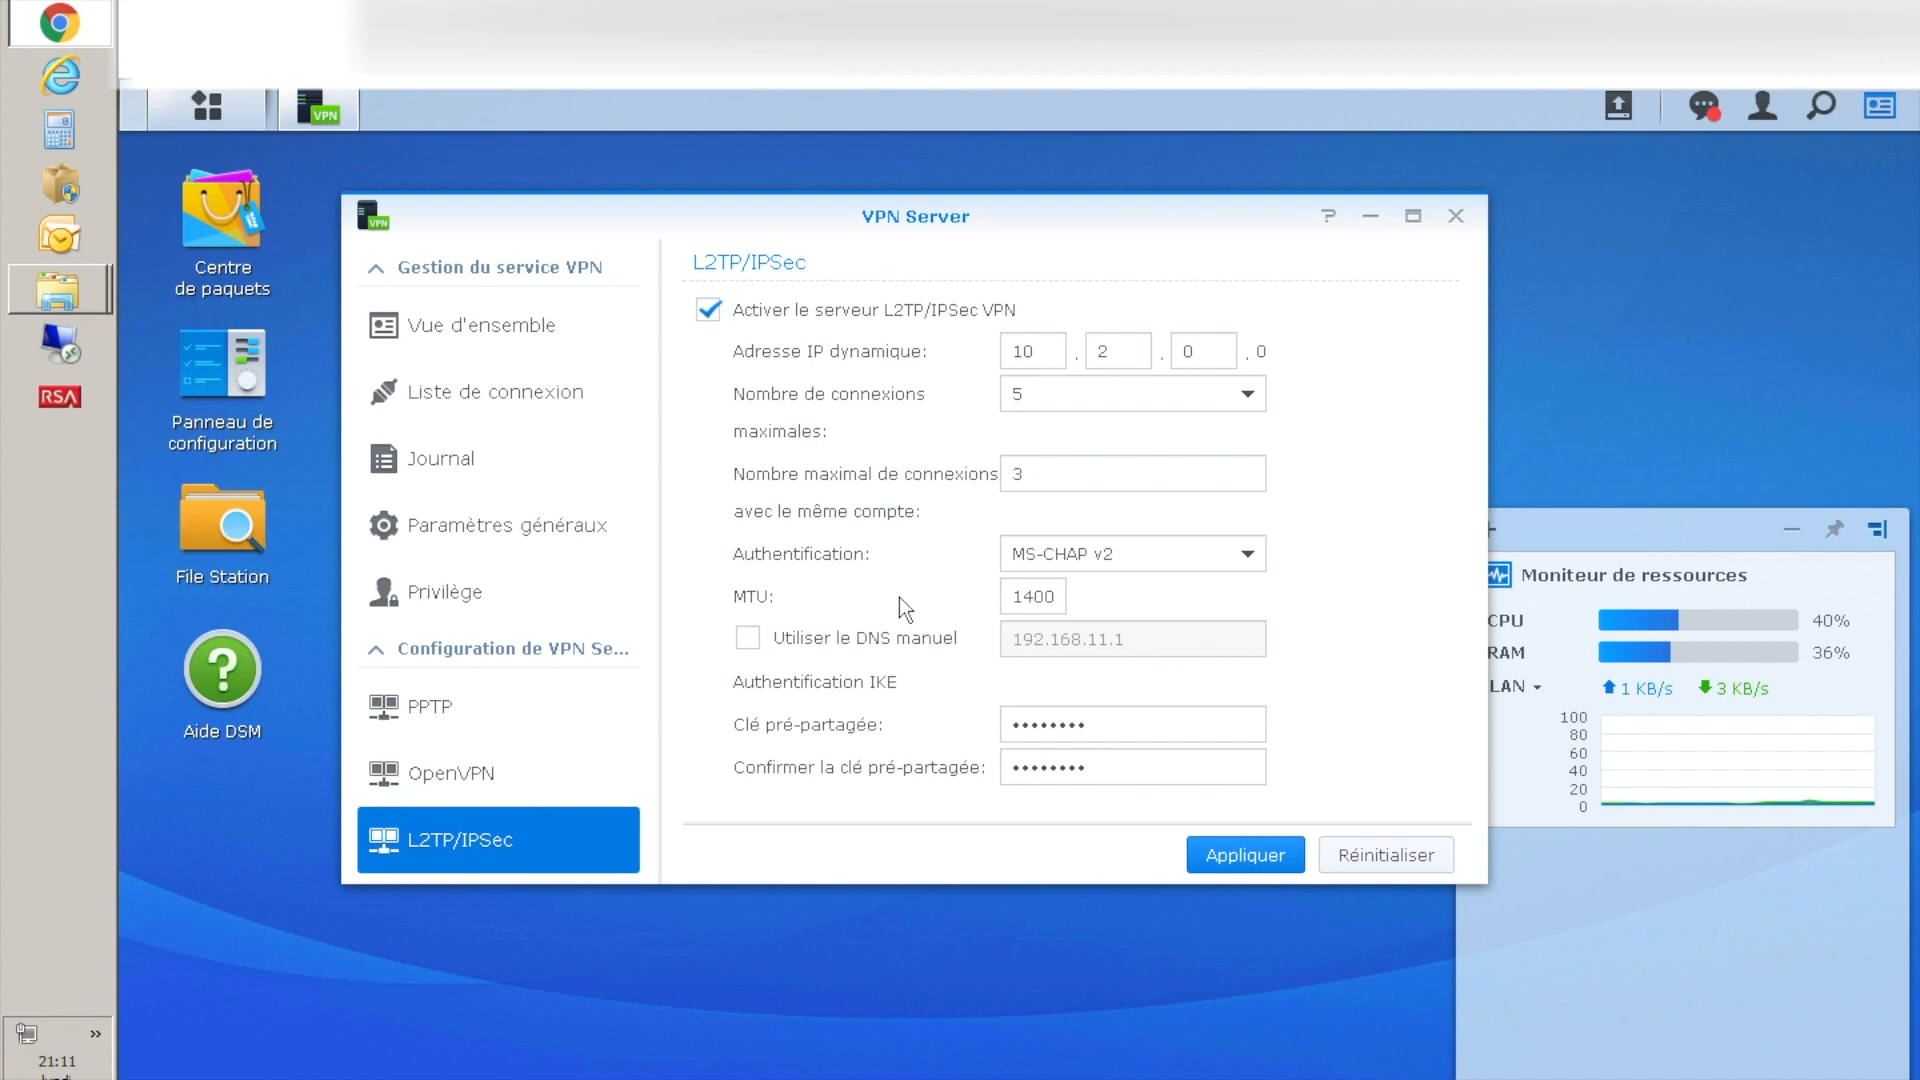 VPN
Centre
de paquets
Panneau de
configuration
File Station
Aide DSM
RSA
21:11
VPN
VPN Server
Gestion du service VPN
Vue d'ensemble
Liste de connexion
Journal
Paramètres généraux
Privilège
Configuration de VPN Se...
PPTP
OpenVPN
L2TP/IPSec
L2TP/IPSec
Activer le serveur L2TP/IPSec VPN
Adresse IP dynamique: 10 . 2 . 0 . 0
Nombre de connexions 5
maximales:
Nombre maximal de connexions 3
avec le même compte:
Authentification: MS-CHAP v2
MTU: 1400
Utiliser le DNS manuel 192.168.11.1
Authentification IKE
Clé pré-partagée: ••••••••
Confirmer la clé pré-partagée: ••••••••
Appliquer Réinitialiser
Moniteur de ressources
CPU 40%
RAM 36%
LAN 1 KB/s 3 KB/s
100
80
60
40
20
0